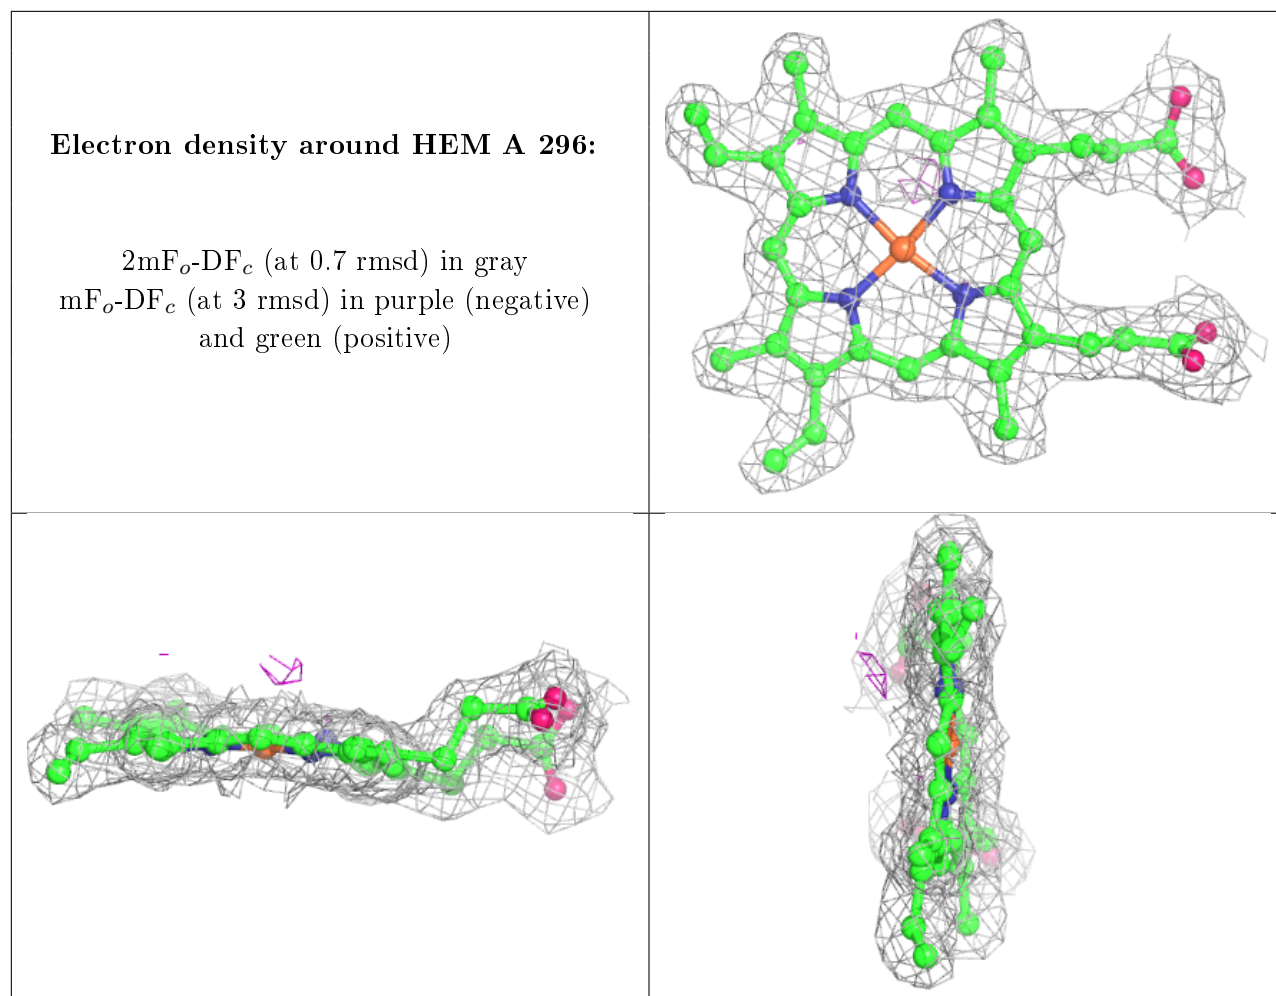 Electron density around HEM A 296:
2mFo-DFc (at 0.7 rmsd) in gray
mFo-DFc (at 3 rmsd) in purple (negative)
and green (positive)